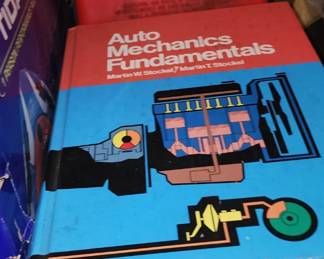 Auto
Mechanics
Fundamentals
Martin W. Stockel / Martin T. Stockel